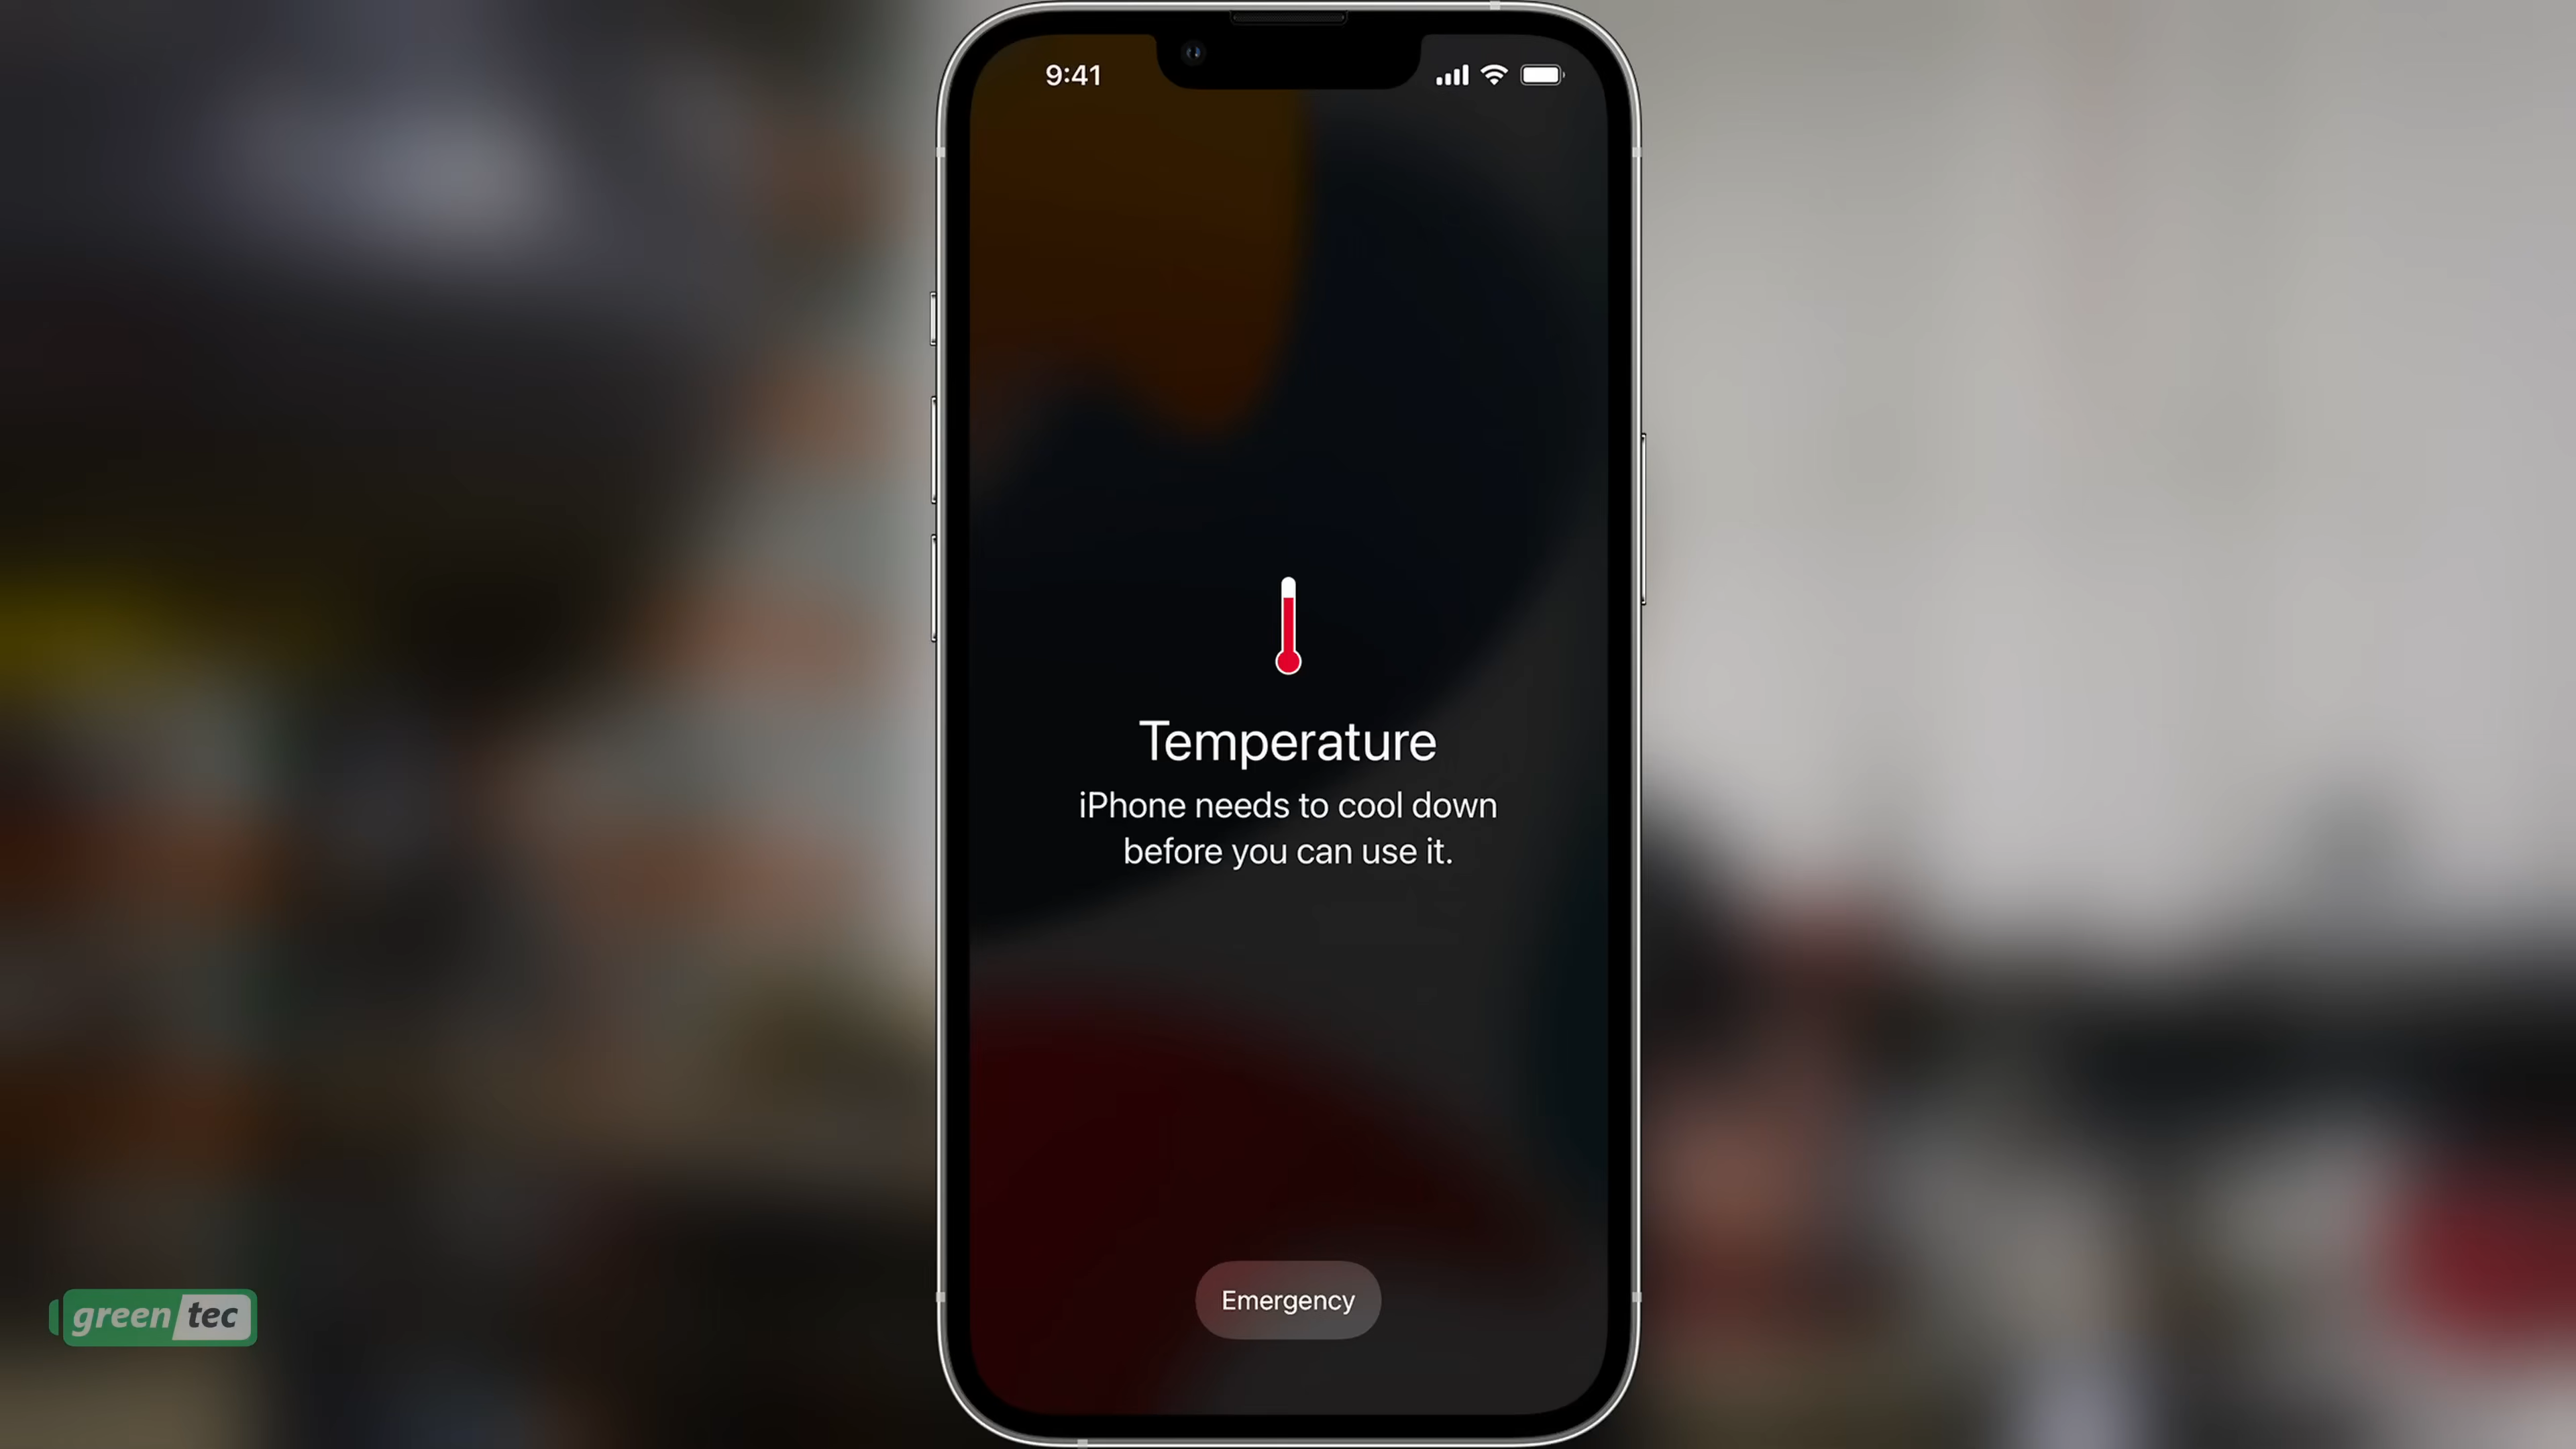 9:41
Temperature
iPhone needs to cool down
before you can use it.
Emergency
green tec